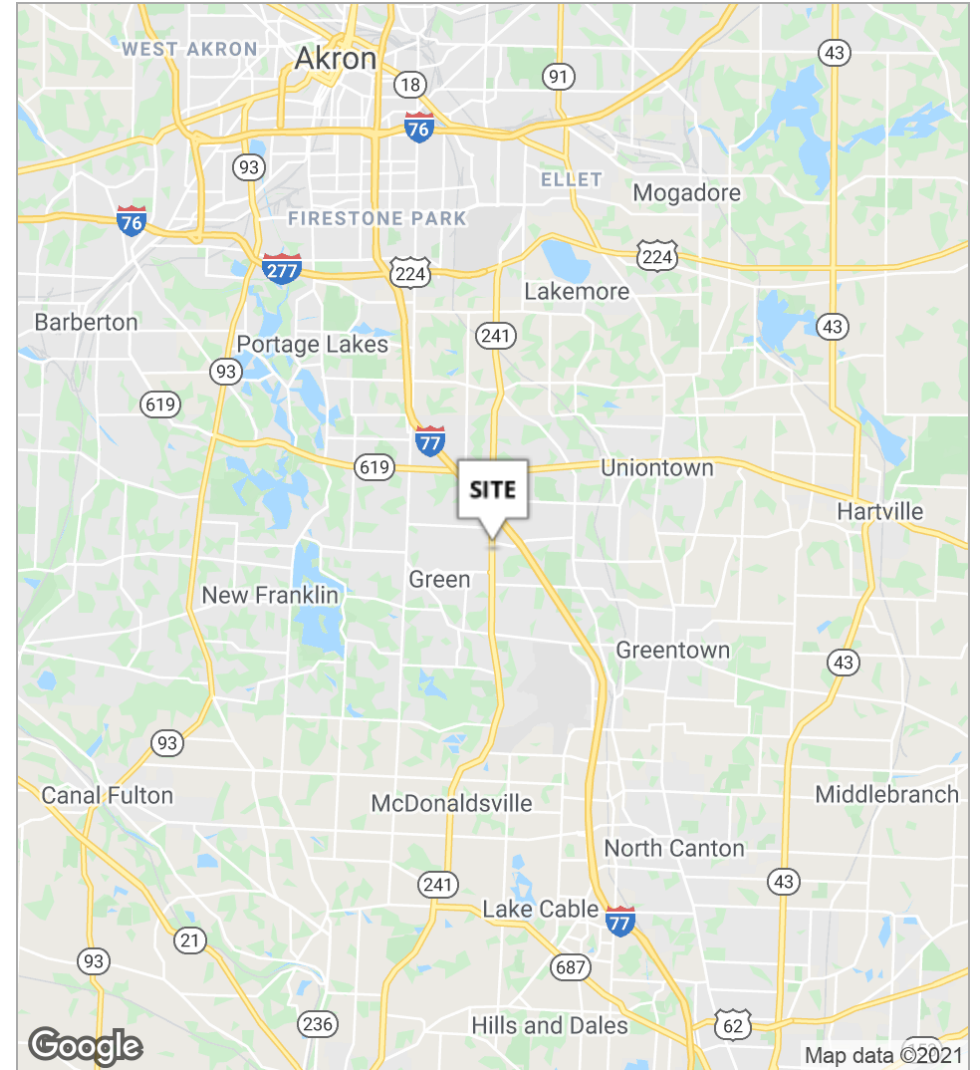 WEST AKRON
Akron
43
91
18
76
93
ELLET
Mogadore
76
FIRESTONE PARK
224
277
224
Lakemore
Barberton
241
43
Portage Lakes
93
619
77
619
Uniontown
SITE
Hartville
Green
New Franklin
Greentown
43
93
Canal Fulton
McDonaldsville
Middlebranch
North Canton
241
43
Lake Cable
77
21
93
687
236
Hills and Dales
62
Google
Map data ©2021